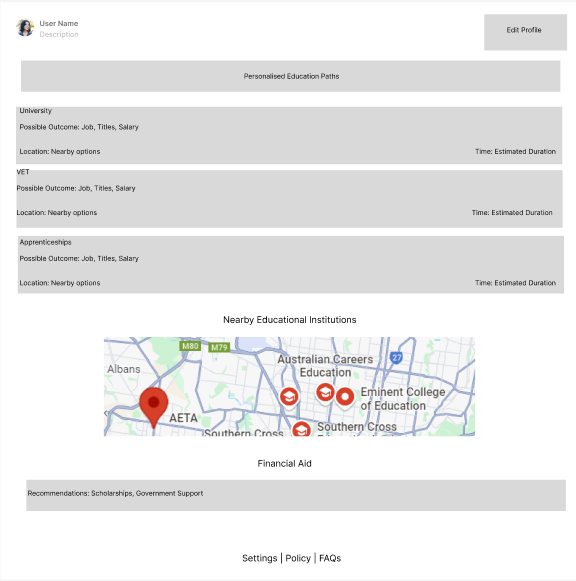 User Name
Description
Edit Profile
Personalised Education Paths
University
Possible Outcome: Job, Titles, Salary
Location: Nearby options
Time: Estimated Duration
VET
Possible Outcome: Job, Titles, Salary
Location: Nearby options
Time: Estimated Duration
Apprenticeships
Possible Outcome: Job, Titles, Salary
Location: Nearby options
Time: Estimated Duration
Nearby Educational Institutions
M80
M79
27
Albans
Australian Careers
Education
Eminent College
of Education
AETA
Southern Cross
Southern Cross
Financial Aid
Recommendations: Scholarships, Government Support
Settings | Policy | FAQs